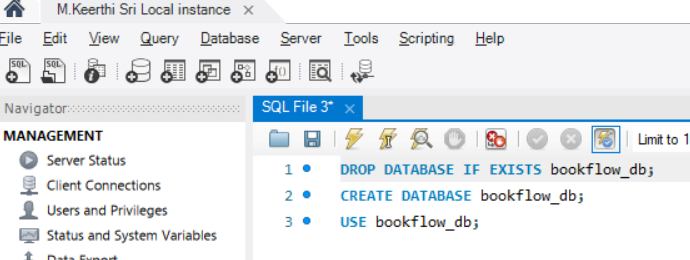 M.Keerthi Sri Local instance
File Edit View Query Database Server Tools Scripting Help
SQL SQL
Navigator
SQL File 3*
MANAGEMENT
Server Status
Client Connections
Users and Privileges
Status and System Variables
Data Export
Limit to 1
1 DROP DATABASE IF EXISTS bookflow_db;
2 CREATE DATABASE bookflow_db;
3 USE bookflow_db;